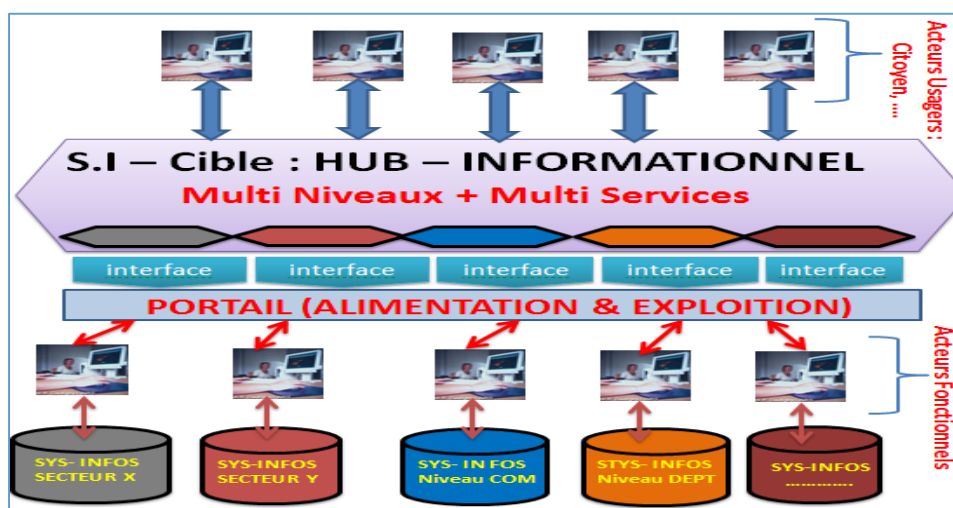 Acteurs Usagers :
Citoyen, ....
S.I – Cible : HUB – INFORMATIONNEL
Multi Niveaux + Multi Services
interface
interface
interface
interface
interface
PORTAIL (ALIMENTATION & EXPLOITION)
Acteurs Fonctionnels
SYS- INFOS
SECTEUR X
SYS-INFOS
SECTEUR Y
SYS- IN FOS
Niveau COM
STYS- INFOS
Niveau DEPT
SYS-INFOS
.............